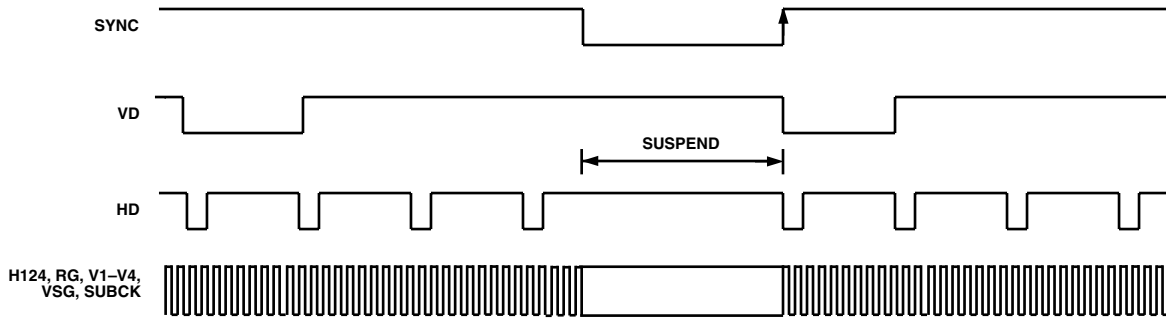 SYNC
VD
SUSPEND
HD
H124, RG, V1–V4,
VSG, SUBCK